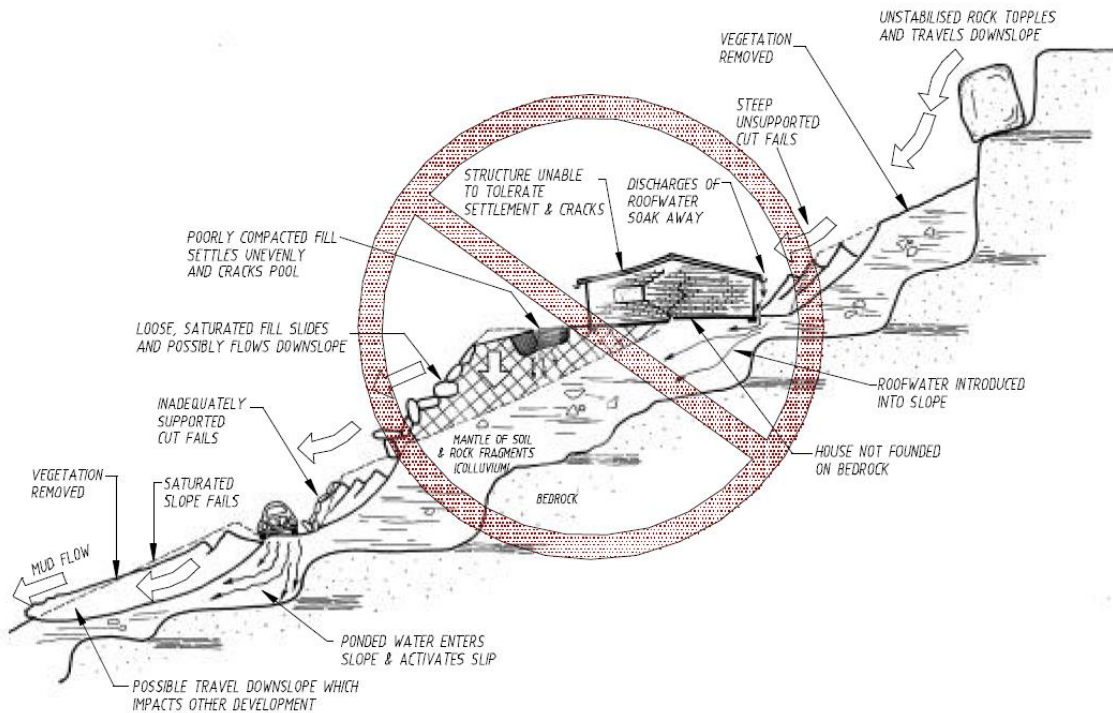 UNSTABILISED ROCK TOPPLES
AND TRAVELS DOWNSLOPE
VEGETATION
REMOVED
STEEP
UNSUPPORTED
CUT FAILS
STRUCTURE UNABLE
TO TOLERATE
SETTLEMENT & CRACKS
DISCHARGES OF
ROOFWATER
SOAK AWAY
POORLY COMPACTED FILL
SETTLES UNEVENLY
AND CRACKS POOL
LOOSE, SATURATED FILL SLIDES
AND POSSIBLY FLOWS DOWNSLOPE
ROOFWATER INTRODUCED
INTO SLOPE
INADEQUATELY
SUPPORTED
CUT FAILS
MANTLE OF SOIL
& ROCK FRAGMENTS
(COLLUVIUM)
HOUSE NOT FOUNDED
ON BEDROCK
VEGETATION
REMOVED
SATURATED
SLOPE FAILS
BEDROCK
MUD FLOW
PONDED WATER ENTERS
SLOPE & ACTIVATES SLIP
POSSIBLE TRAVEL DOWNSLOPE WHICH
IMPACTS OTHER DEVELOPMENT